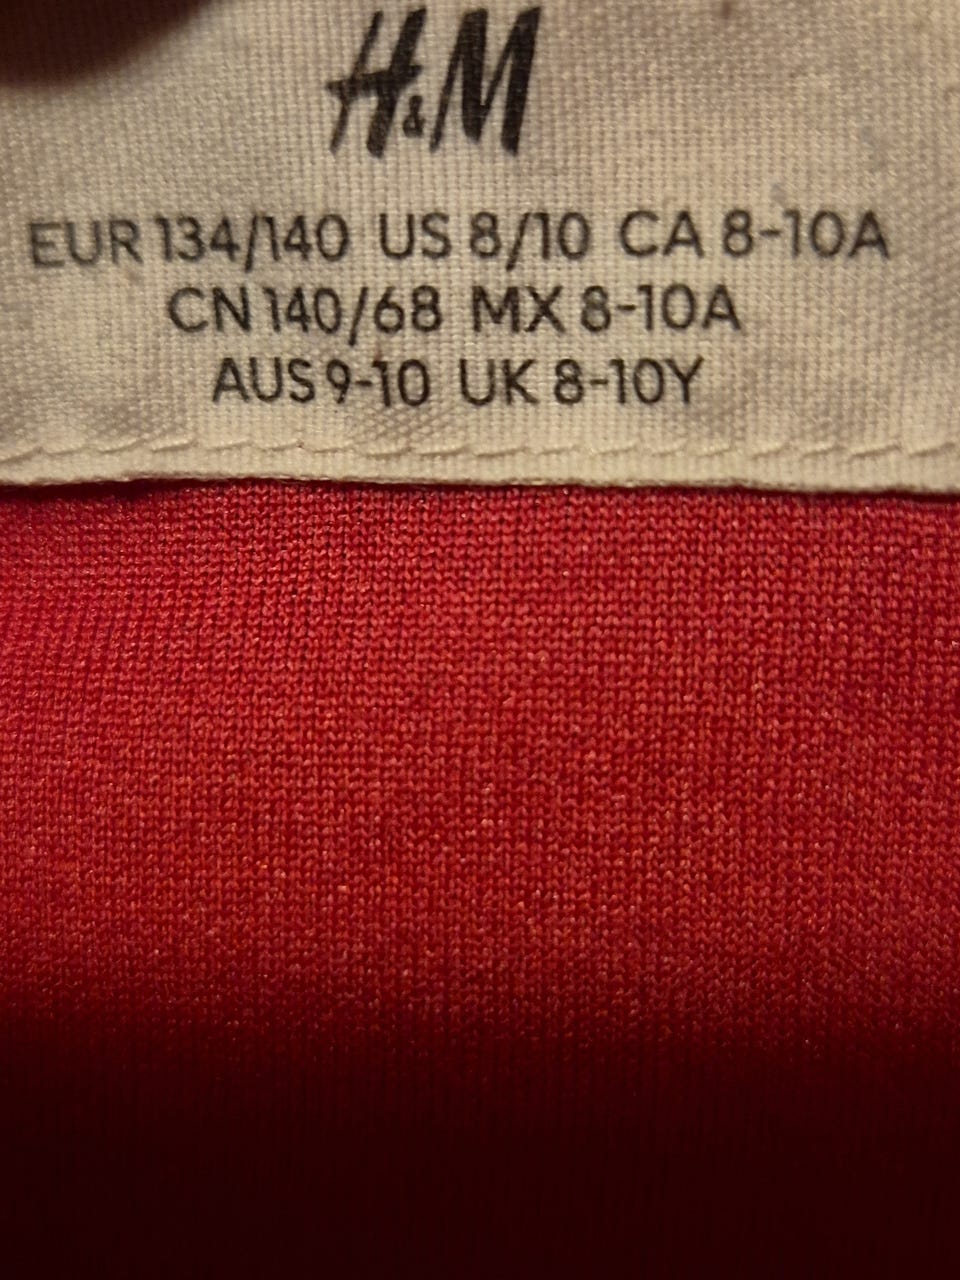 H&M
EUR 134/140 US 8/10 CA 8-10A
CN 140/68 MX 8-10A
AUS 9-10 UK 8-10Y